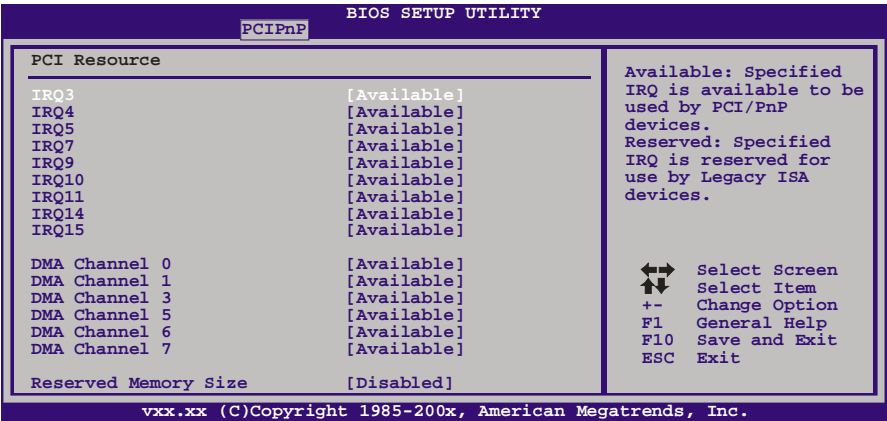 BIOS SETUP UTILITY
PCIPnP
PCI Resource
IRQ3 [Available]
IRQ4 [Available]
IRQ5 [Available]
IRQ7 [Available]
IRQ9 [Available]
IRQ10 [Available]
IRQ11 [Available]
IRQ14 [Available]
IRQ15 [Available]
DMA Channel 0 [Available]
DMA Channel 1 [Available]
DMA Channel 3 [Available]
DMA Channel 5 [Available]
DMA Channel 6 [Available]
DMA Channel 7 [Available]
Reserved Memory Size [Disabled]
Available: Specified
IRQ is available to be
used by PCI/PnP
devices.
Reserved: Specified
IRQ is reserved for
use by Legacy ISA
devices.
Select Screen
Select Item
+- Change Option
F1 General Help
F10 Save and Exit
ESC Exit
vxx.xx (C)Copyright 1985-200x, American Megatrends, Inc.